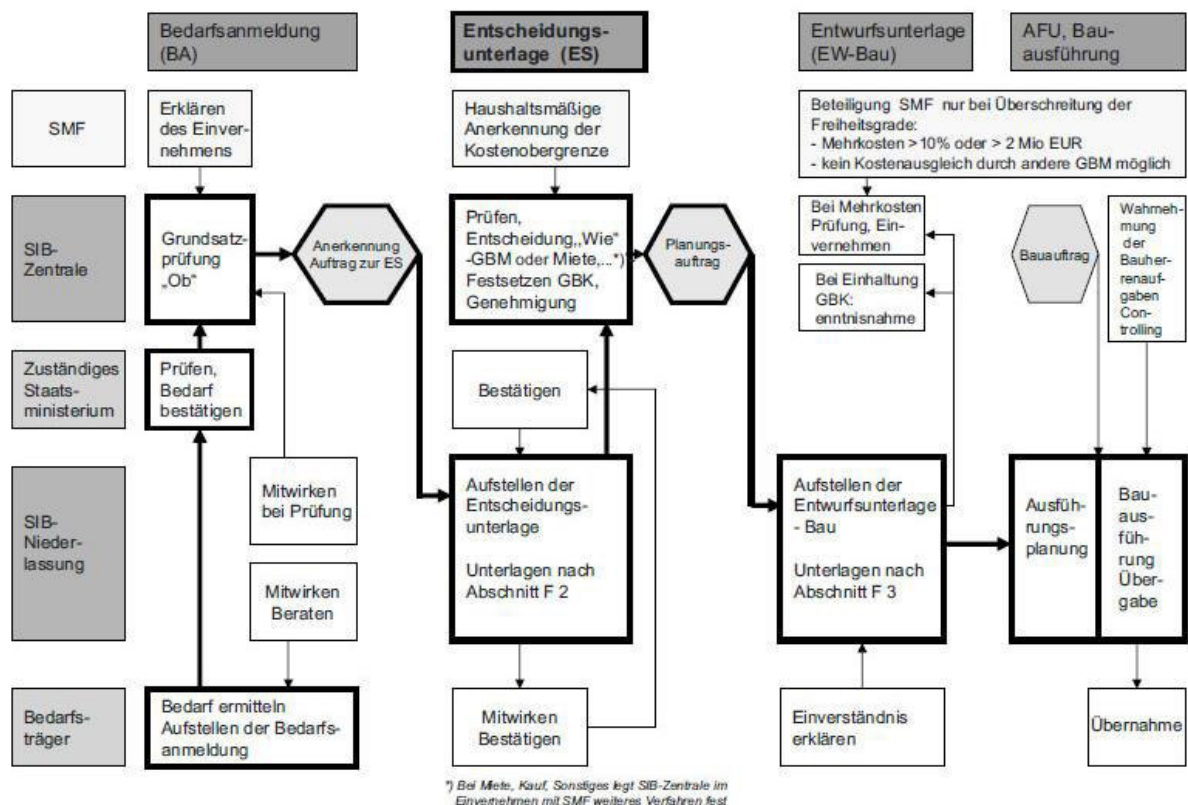 Bedarfsanmeldung
(BA)
Entscheidungs-
unterlage (ES)
Entwurfsunterlage
(EW-Bau)
AFU, Bau-
ausführung
SMF
Erklären
des Einver-
nehmens
Haushaltsmäßige
Anerkennung der
Kostenobergrenze
Beteiligung SMF nur bei Überschreitung der
Freiheitsgrade:
- Mehrkosten >10% oder > 2 Mio EUR
- kein Kostenausgleich durch andere GBM möglich
SIB-
Zentrale
Grundsatz-
prüfung
„Ob“
Anerkennung
Auftrag zur ES
Prüfen,
Entscheidung„Wie“
-GBM oder Miete,...*)
Festsetzen GBK,
Genehmigung
Planungs-
auftrag
Bei Mehrkosten
Prüfung, Ein-
vernehmen
Bei Einhaltung
GBK:
enntnisnahme
Bauauftrag
Wahrnehmung
der
Bauher-
renauf-
gaben
Con-
trolling
Zuständiges
Staats-
ministerium
Prüfen,
Bedarf
bestätigen
Bestätigen
SIB-
Nieder-
lassung
Mitwirken
bei Prüfung
Mitwirken
Beraten
Aufstellen der
Entscheidungs-
unterlage
Unterlagen nach
Abschnitt F 2
Aufstellen der
Entwurfsunterlage
- Bau
Unterlagen nach
Abschnitt F 3
Ausfüh-
rungsp-
lanung
Bau-
ausf-
ührung
Über-
gabe
Bedarfs-
träger
Bedarf ermitteln
Aufstellen der Bedarfs-
anmeldung
Mitwirken
Bestätigen
Einverständnis
erklären
Übernahme
*) Bei Miete, Kauf, Sonstiges legt SIB-Zentrale im
Einvernehmen mit SMF weiteres Verfahren fest